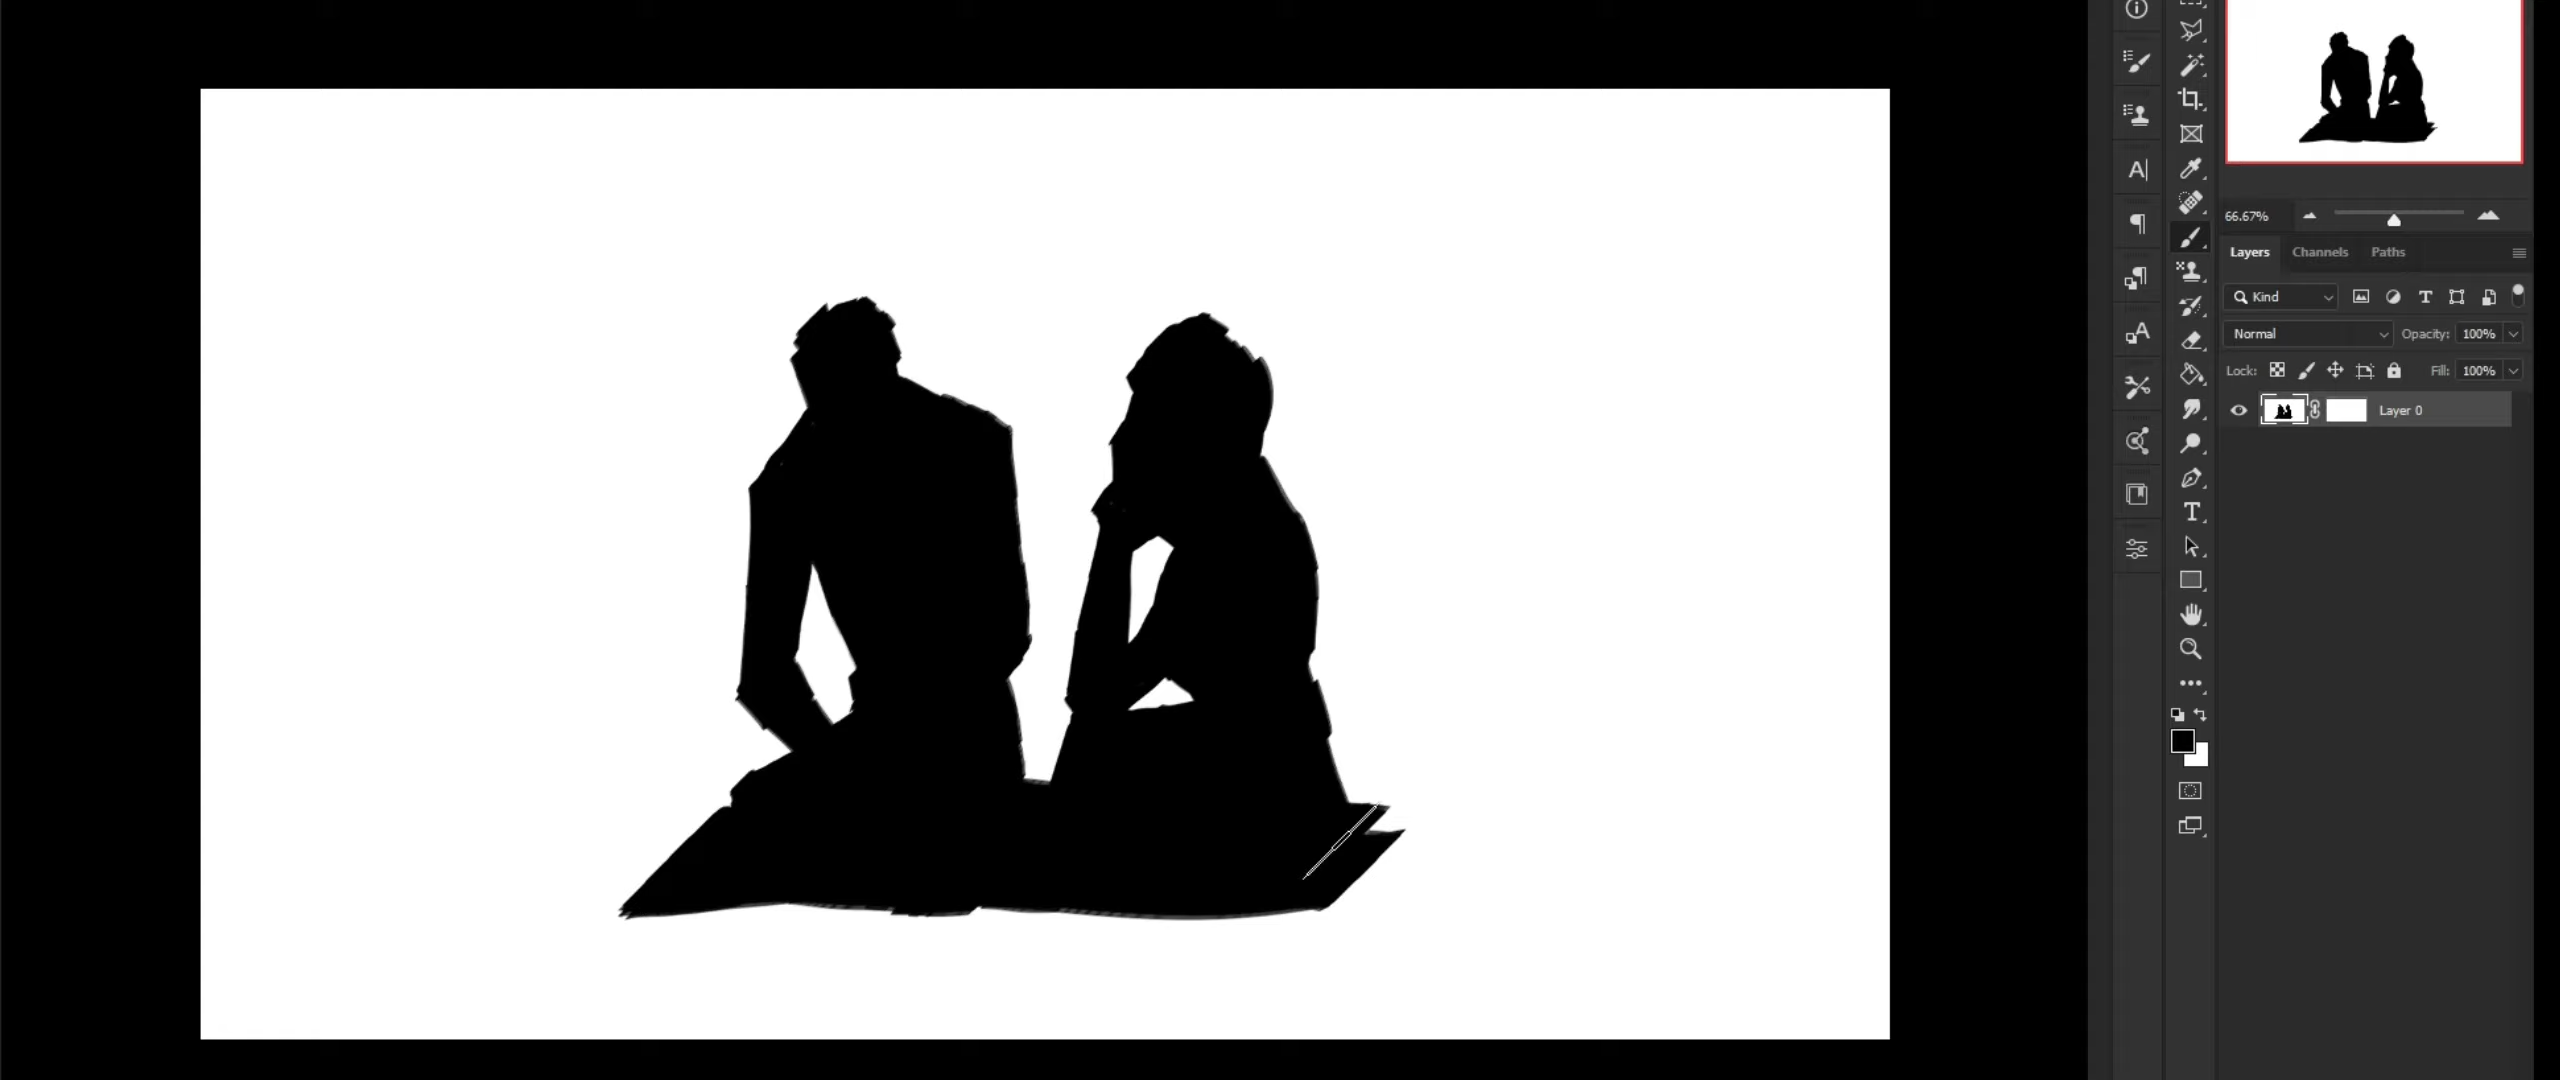 66.67%
Layers Channels Paths
Kind
Normal Opacity: 100%
Lock: Fill: 100%
Layer 0